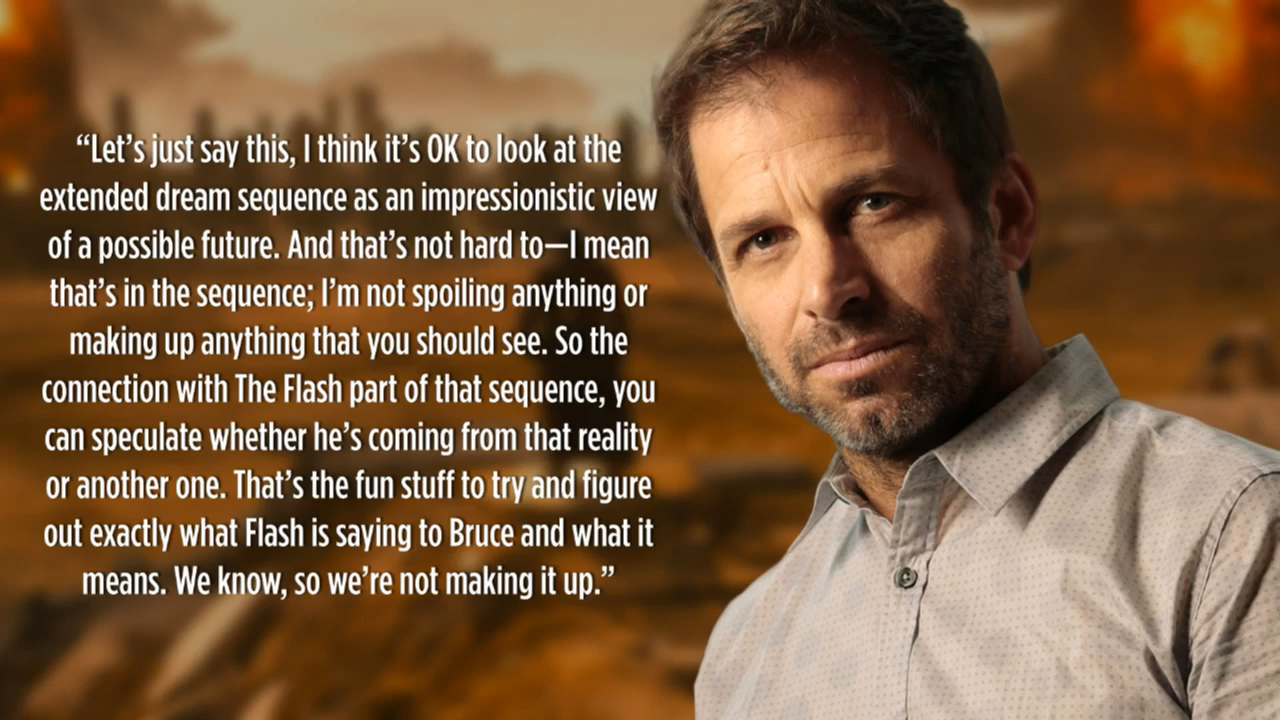 “Let’s just say this, I think it’s OK to look at the
extended dream sequence as an impressionistic view
of a possible future. And that’s not hard to—I mean
that’s in the sequence; I’m not spoiling anything or
making up anything that you should see. So the
connection with The Flash part of that sequence, you
can speculate whether he’s coming from that reality
or another one. That’s the fun stuff to try and figure
out exactly what Flash is saying to Bruce and what it
means. We know, so we’re not making it up.”